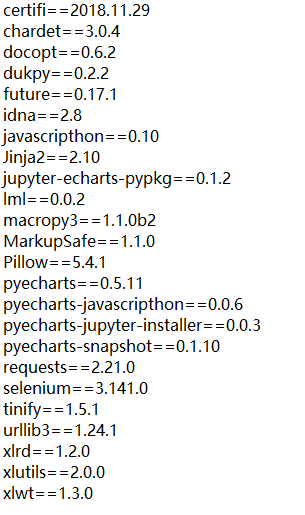 certifi==2018.11.29
chardet==3.0.4
docopt==0.6.2
dukpy==0.2.2
future==0.17.1
idna==2.8
javascripthon==0.10
Jinja2==2.10
jupyter-echarts-pypkg==0.1.2
lml==0.0.2
macropy3==1.1.0b2
MarkupSafe==1.1.0
Pillow==5.4.1
pyecharts==0.5.11
pyecharts-javascripthon==0.0.6
pyecharts-jupyter-installer==0.0.3
pyecharts-snapshot==0.1.10
requests==2.21.0
selenium==3.141.0
tinify==1.5.1
urllib3==1.24.1
xlrd==1.2.0
xlutils==2.0.0
xlwt==1.3.0